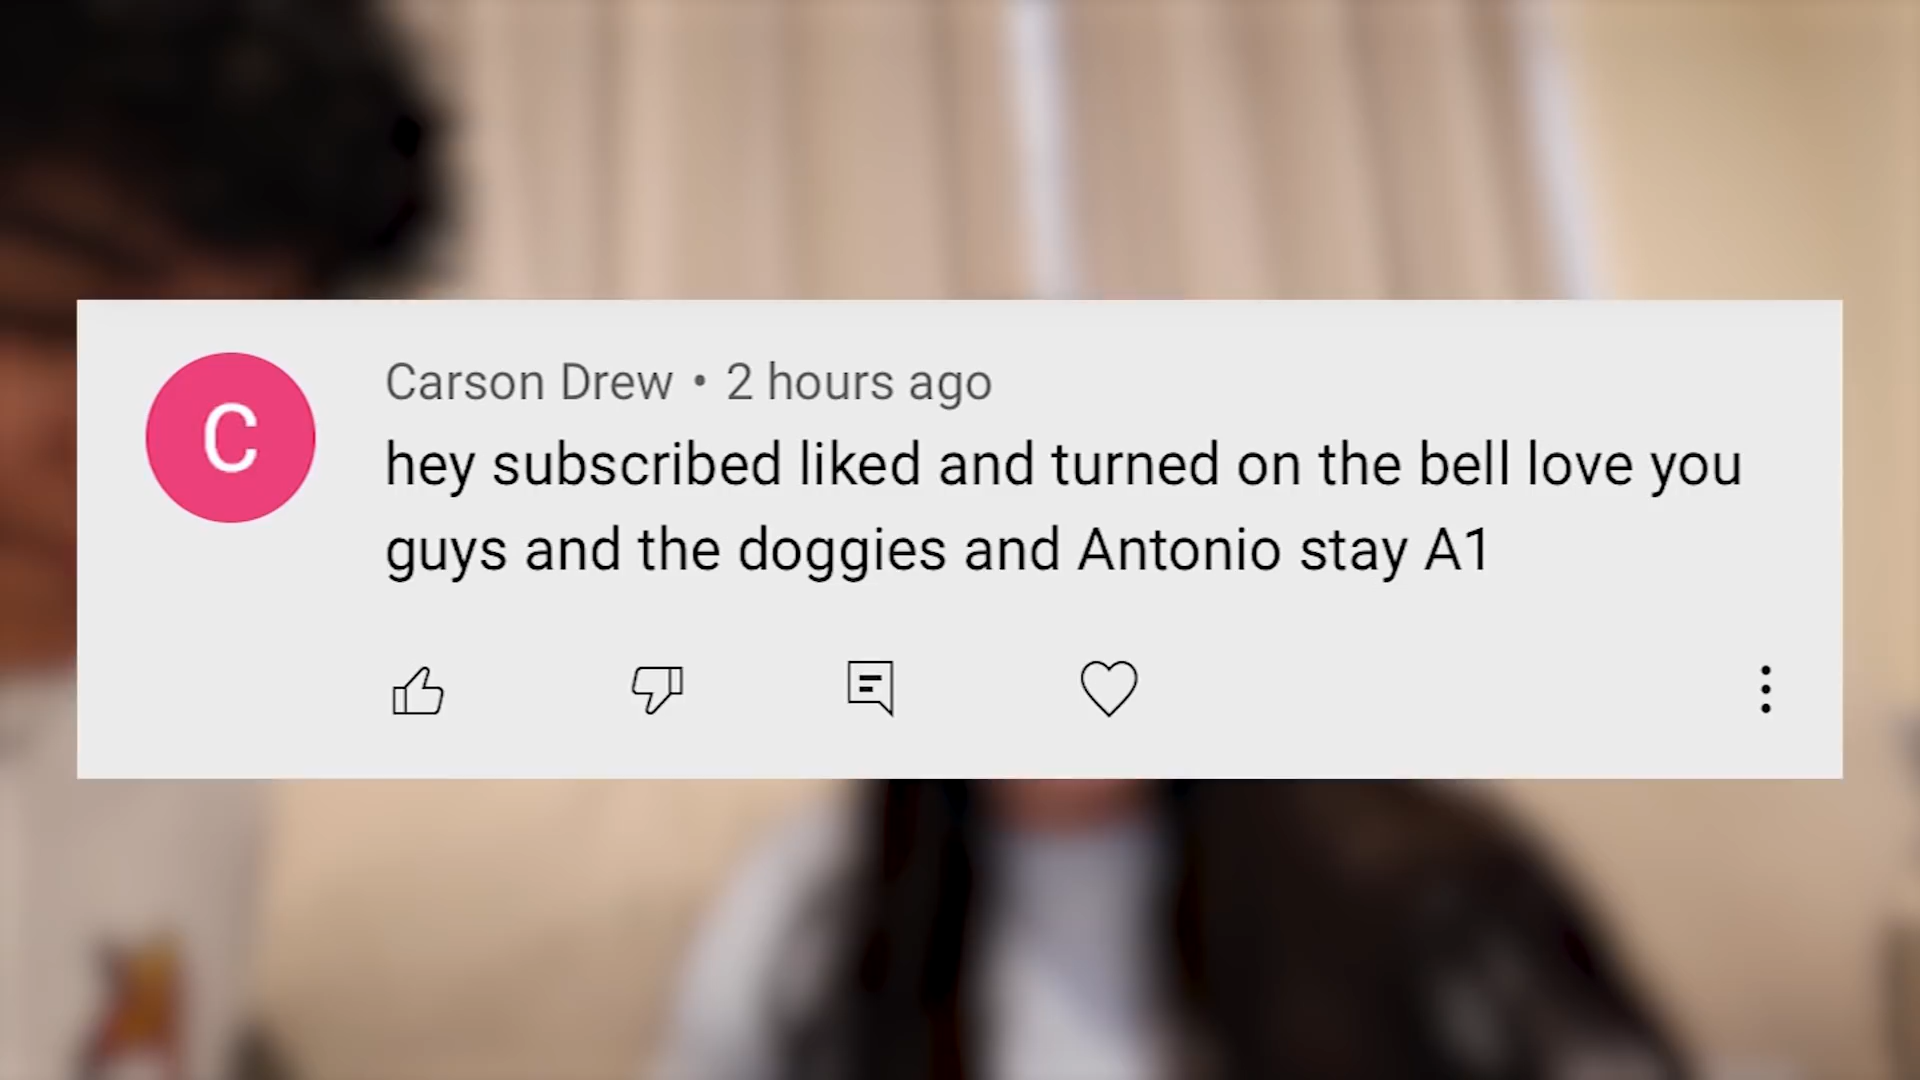 C
Carson Drew • 2 hours ago
hey subscribed liked and turned on the bell love you
guys and the doggies and Antonio stay A1